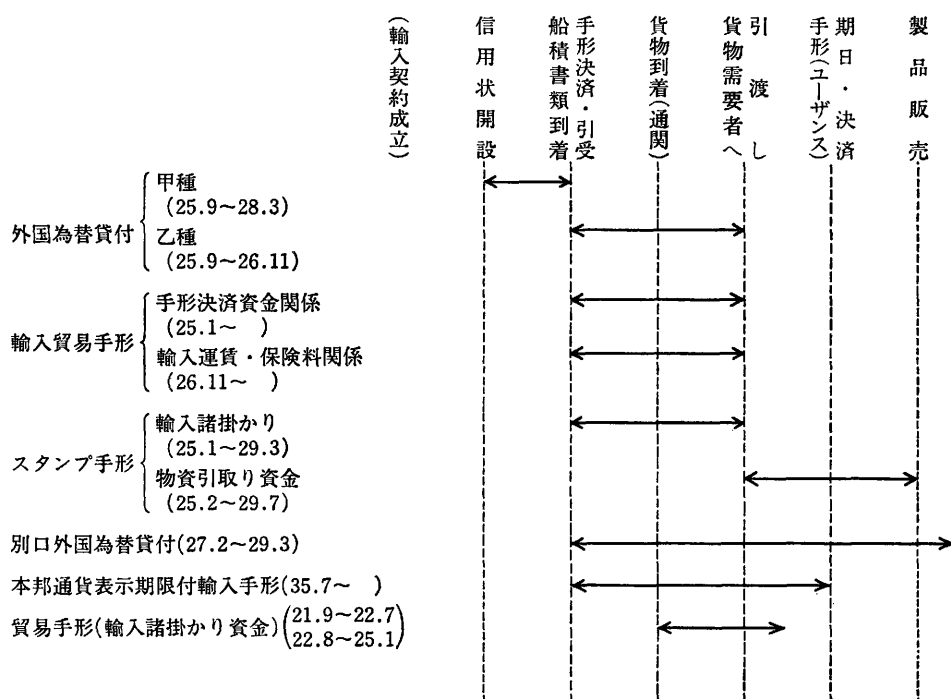 (輸入契約成立)
信用状開設
手形決済・引受
船積書類到着
貨物到着(通関)
引渡し
貨物需要者へ
期日・決済
手形(ユーザンス)
製品販売
外国為替貸付
甲種
(25.9~28.3)
乙種
(25.9~26.11)
輸入貿易手形
手形決済資金関係
(25.1~ )
輸入運賃・保険料関係
(26.11~ )
スタンプ手形
輸入諸掛かり
(25.1~29.3)
物資引取り資金
(25.2~29.7)
別口外国為替貸付(27.2~29.3)
本邦通貨表示期限付輸入手形(35.7~ )
貿易手形(輸入諸掛かり資金)(21.9~22.7
22.8~25.1)